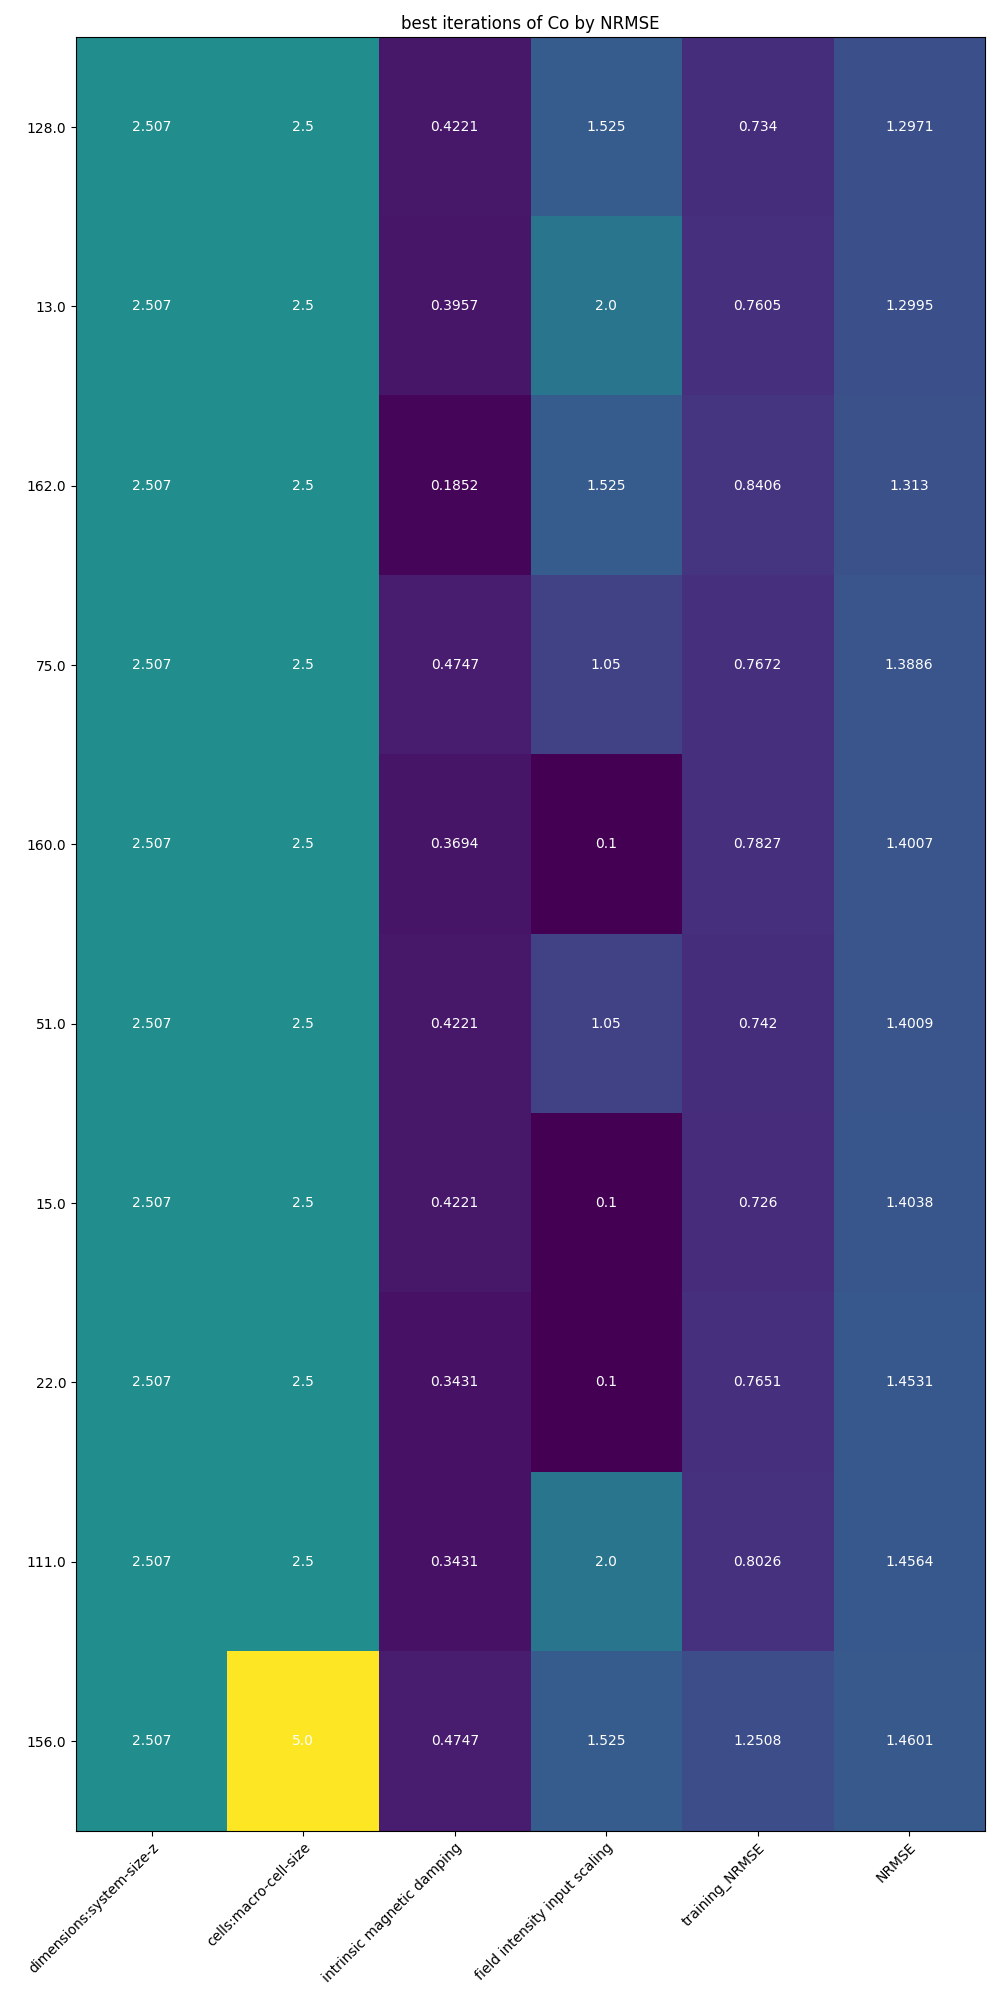 best iterations of Co by NRMSE
128.0 2.507 2.5 0.4221 1.525 0.734 1.2971
13.0 2.507 2.5 0.3957 2.0 0.7605 1.2995
162.0 2.507 2.5 0.1852 1.525 0.8406 1.313
75.0 2.507 2.5 0.4747 1.05 0.7672 1.3886
160.0 2.507 2.5 0.3694 0.1 0.7827 1.4007
51.0 2.507 2.5 0.4221 1.05 0.742 1.4009
15.0 2.507 2.5 0.4221 0.1 0.726 1.4038
22.0 2.507 2.5 0.3431 0.1 0.7651 1.4531
111.0 2.507 2.5 0.3431 2.0 0.8026 1.4564
156.0 2.507 5.0 0.4747 1.525 1.2508 1.4601
dimensions:system-size-z
cells:macro-cell-size
intrinsic magnetic damping
field intensity input scaling
training_NRMSE
NRMSE